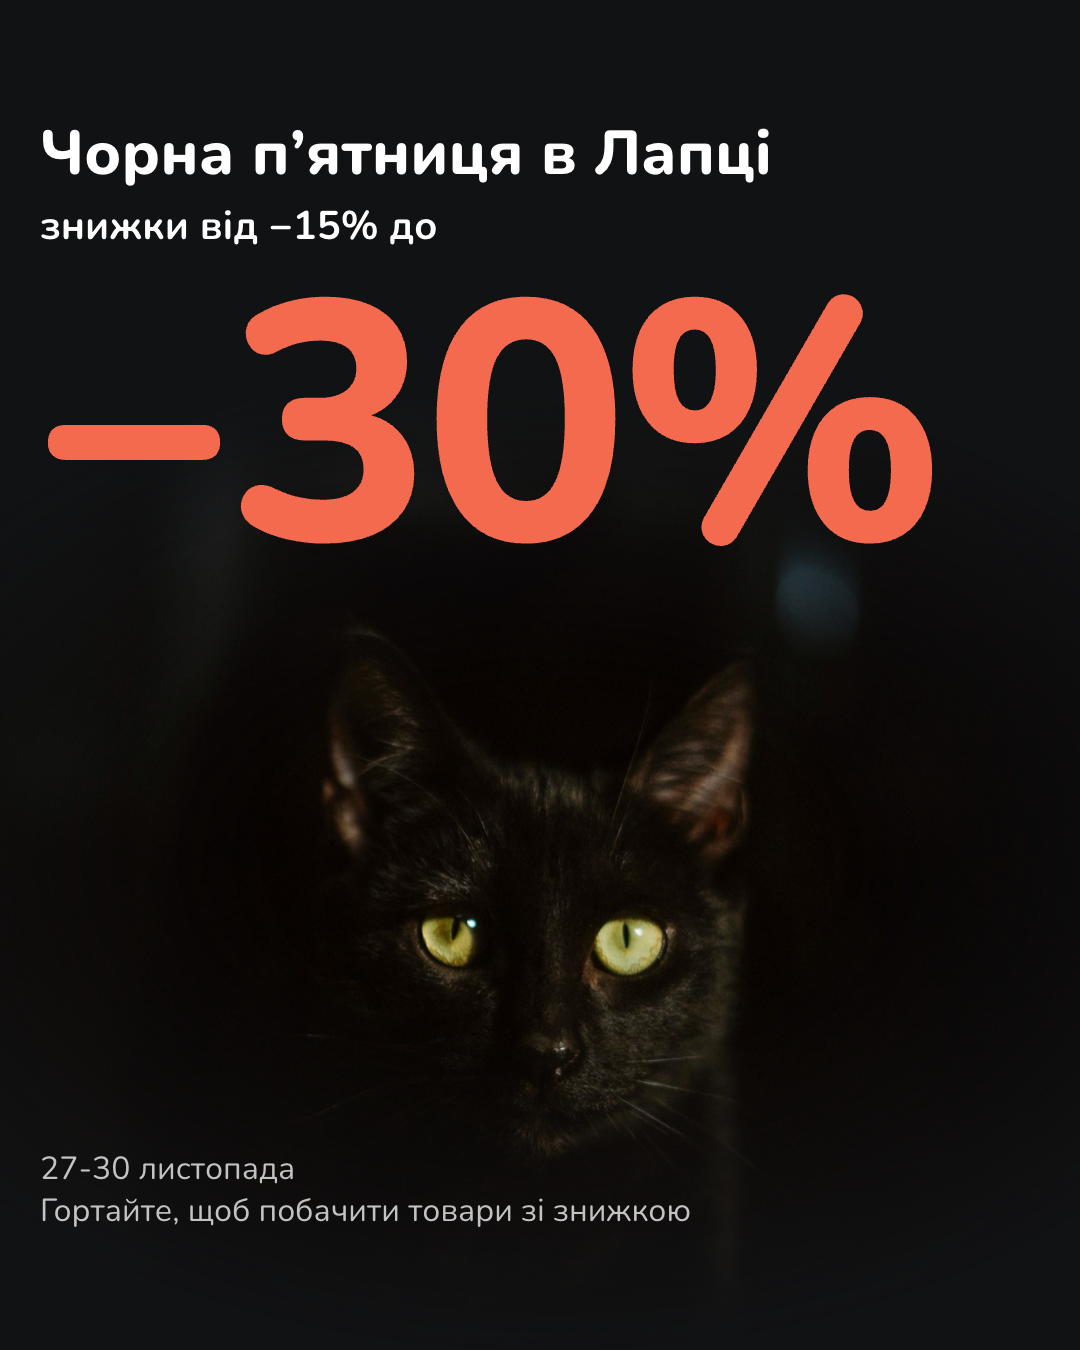 Чорна п’ятниця в Лапці
знижки від –15% до
–30%
27-30 листопада
Гортайте, щоб побачити товари зі знижкою